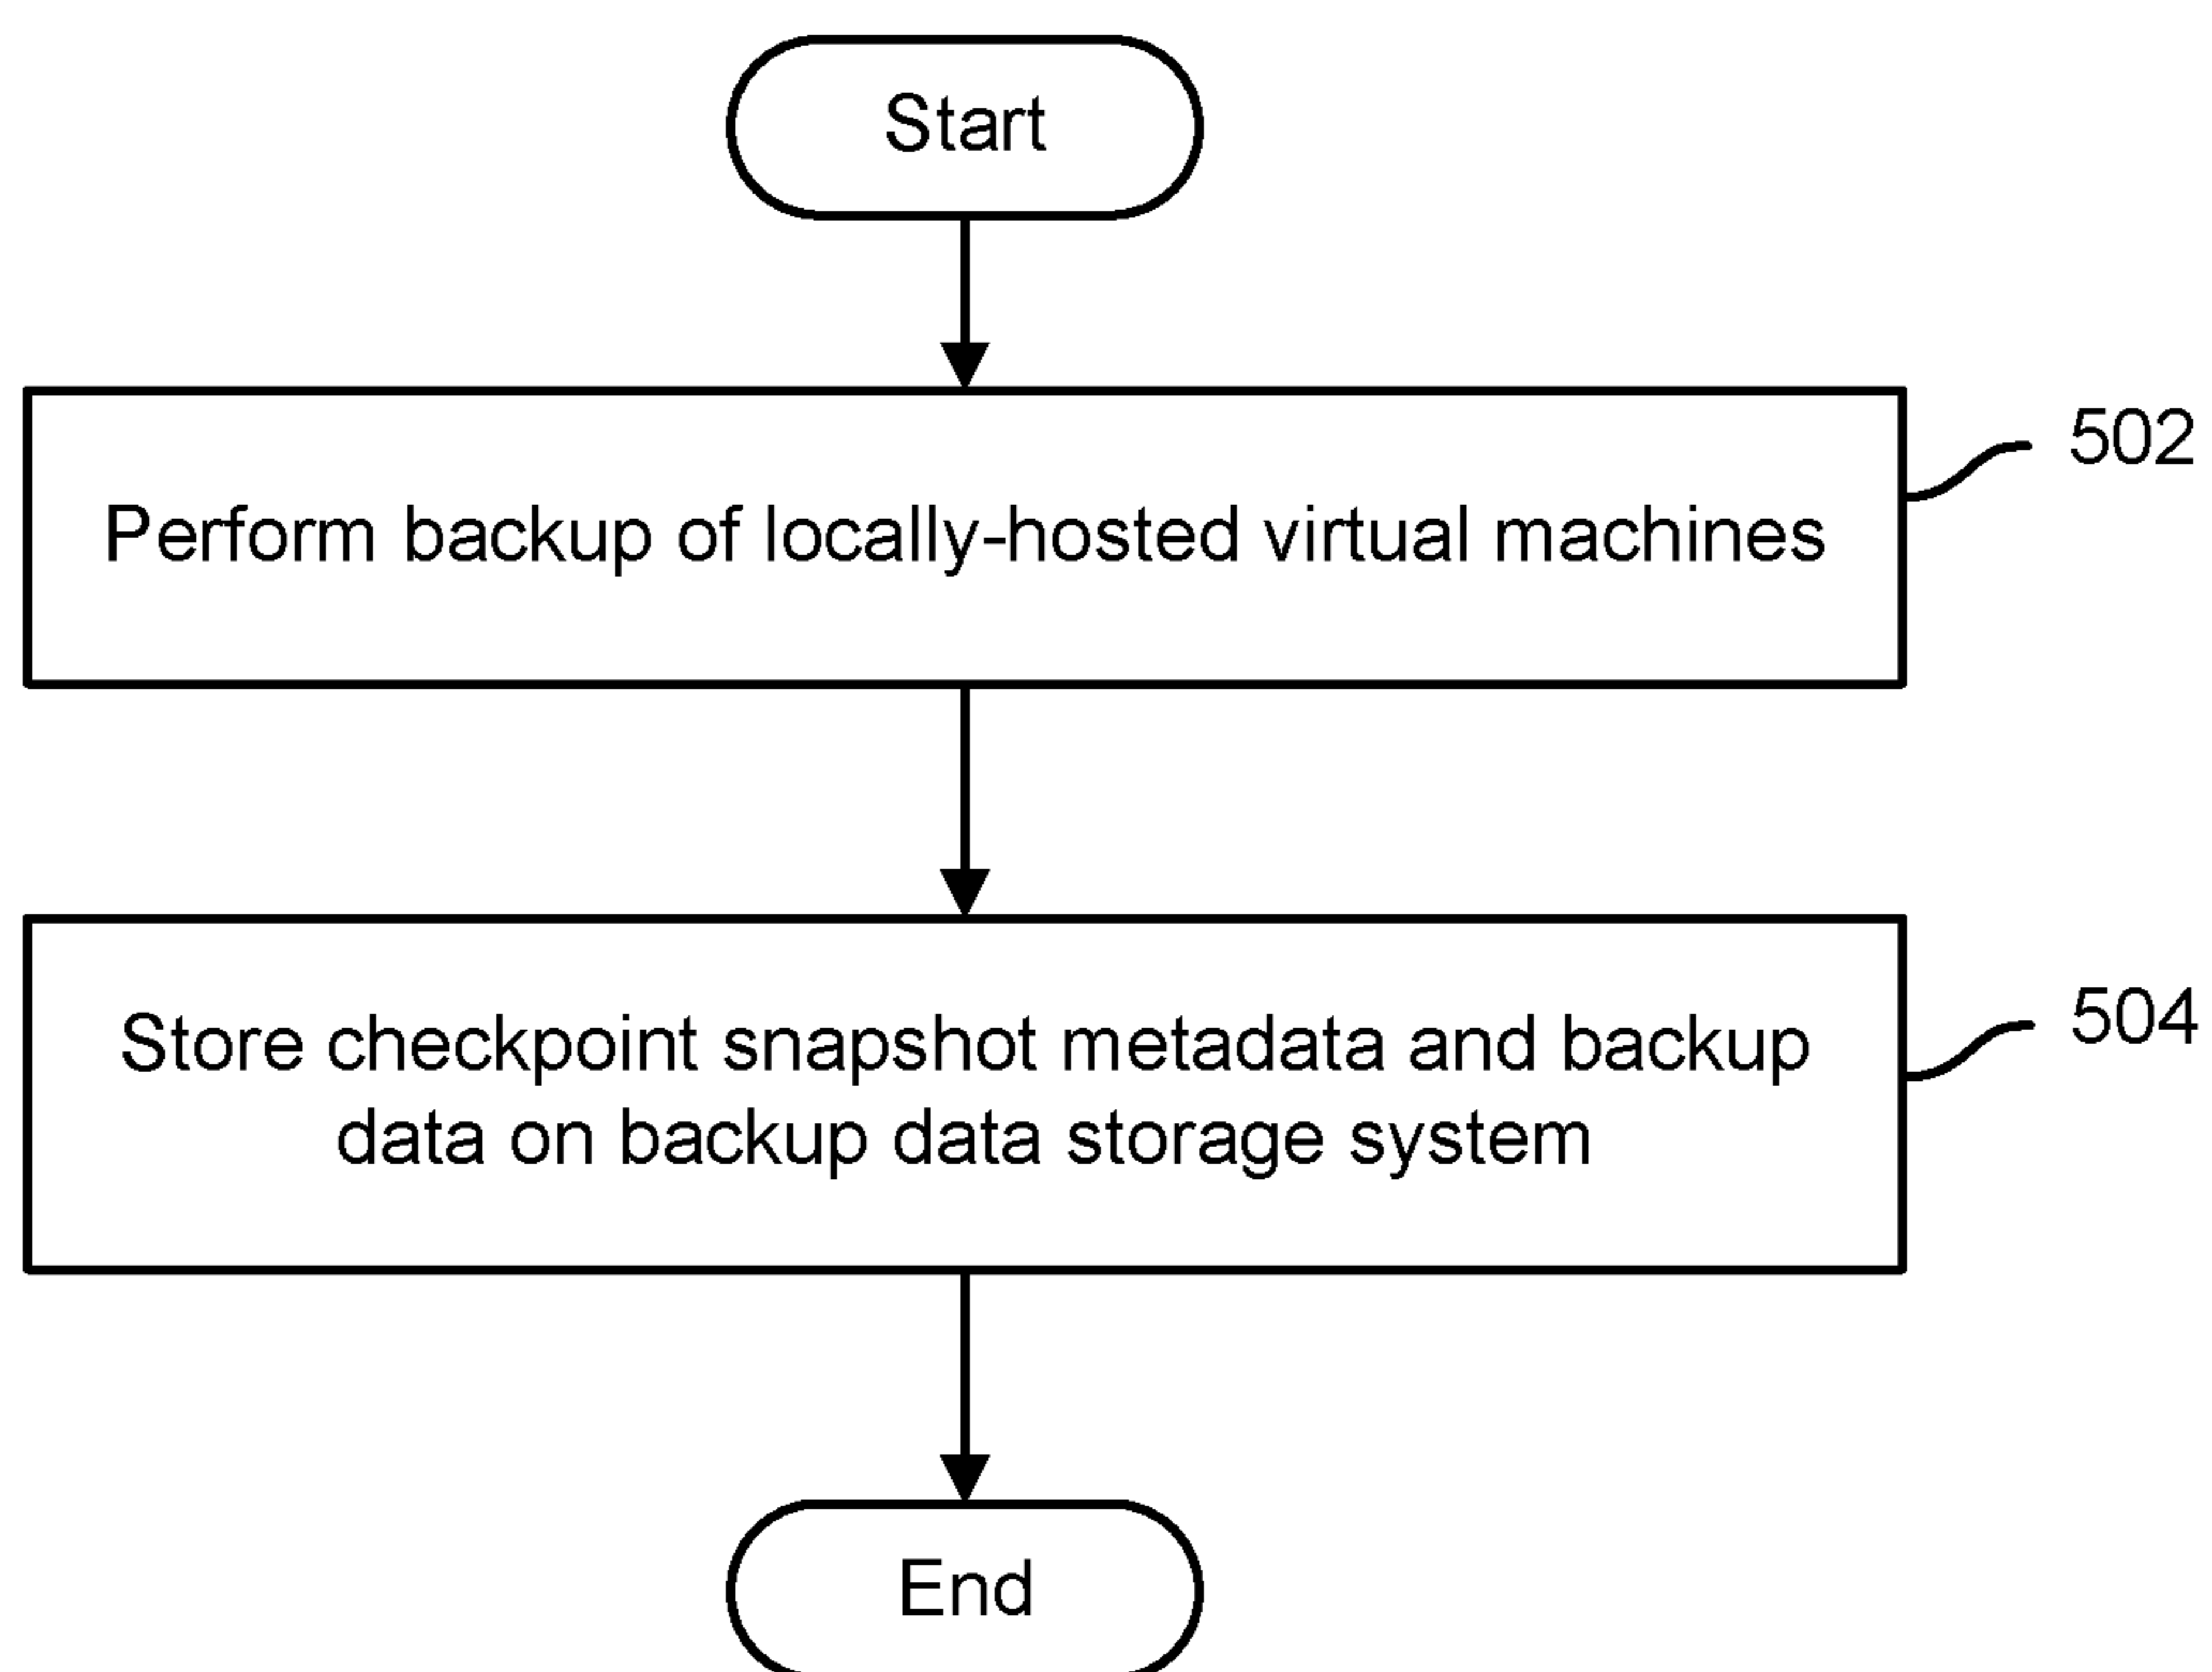 Start
502
Perform backup of locally-hosted virtual machines
504
Store checkpoint snapshot metadata and backup
data on backup data storage system
End